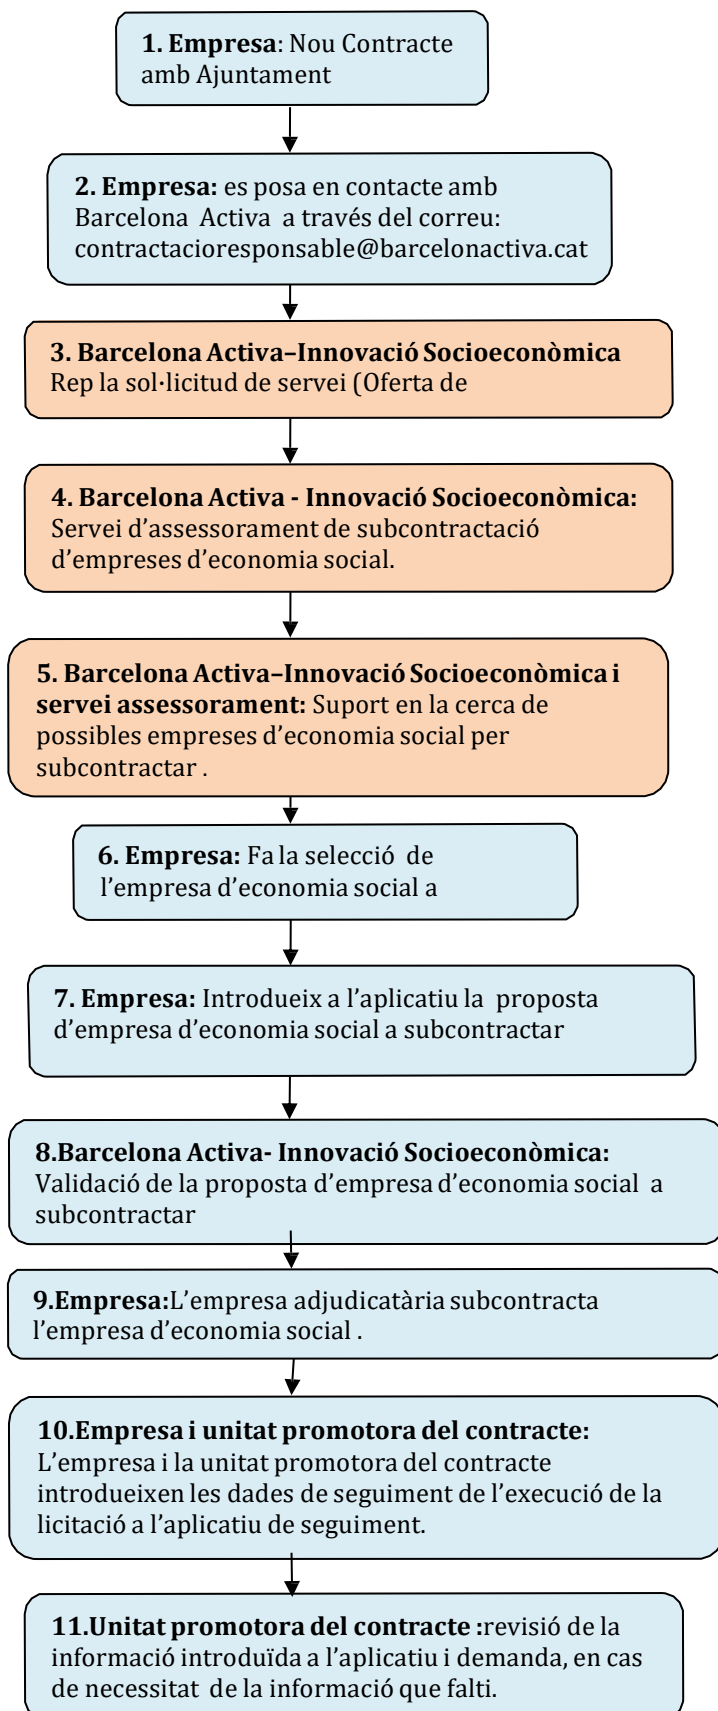 1. Empresa: Nou Contracte
amb Ajuntament
2. Empresa: es posa en contacte amb
Barcelona Activa a través del correu:
contractacioresponsable@barcelonactiva.cat
3. Barcelona Activa–Innovació Socioeconòmica
Rep la sol·licitud de servei (Oferta de
4. Barcelona Activa - Innovació Socioeconòmica:
Servei d’assessorament de subcontractació
d’empreses d’economia social.
5. Barcelona Activa–Innovació Socioeconòmica i
servei assessorament: Suport en la cerca de
possibles empreses d’economia social per
subcontractar .
6. Empresa: Fa la selecció de
l’empresa d’economia social a
7. Empresa: Introdueix a l’aplicatiu la proposta
d’empresa d’economia social a subcontractar
8.Barcelona Activa- Innovació Socioeconòmica:
Validació de la proposta d’empresa d’economia social a
subcontractar
9.Empresa:L’empresa adjudicatària subcontracta
l’empresa d’economia social .
10.Empresa i unitat promotora del contracte:
L’empresa i la unitat promotora del contracte
introdueixen les dades de seguiment de l’execució de la
licitació a l’aplicatiu de seguiment.
11.Unitat promotora del contracte :revisió de la
informació introduïda a l’aplicatiu i demanda, en cas
de necessitat de la informació que falti.